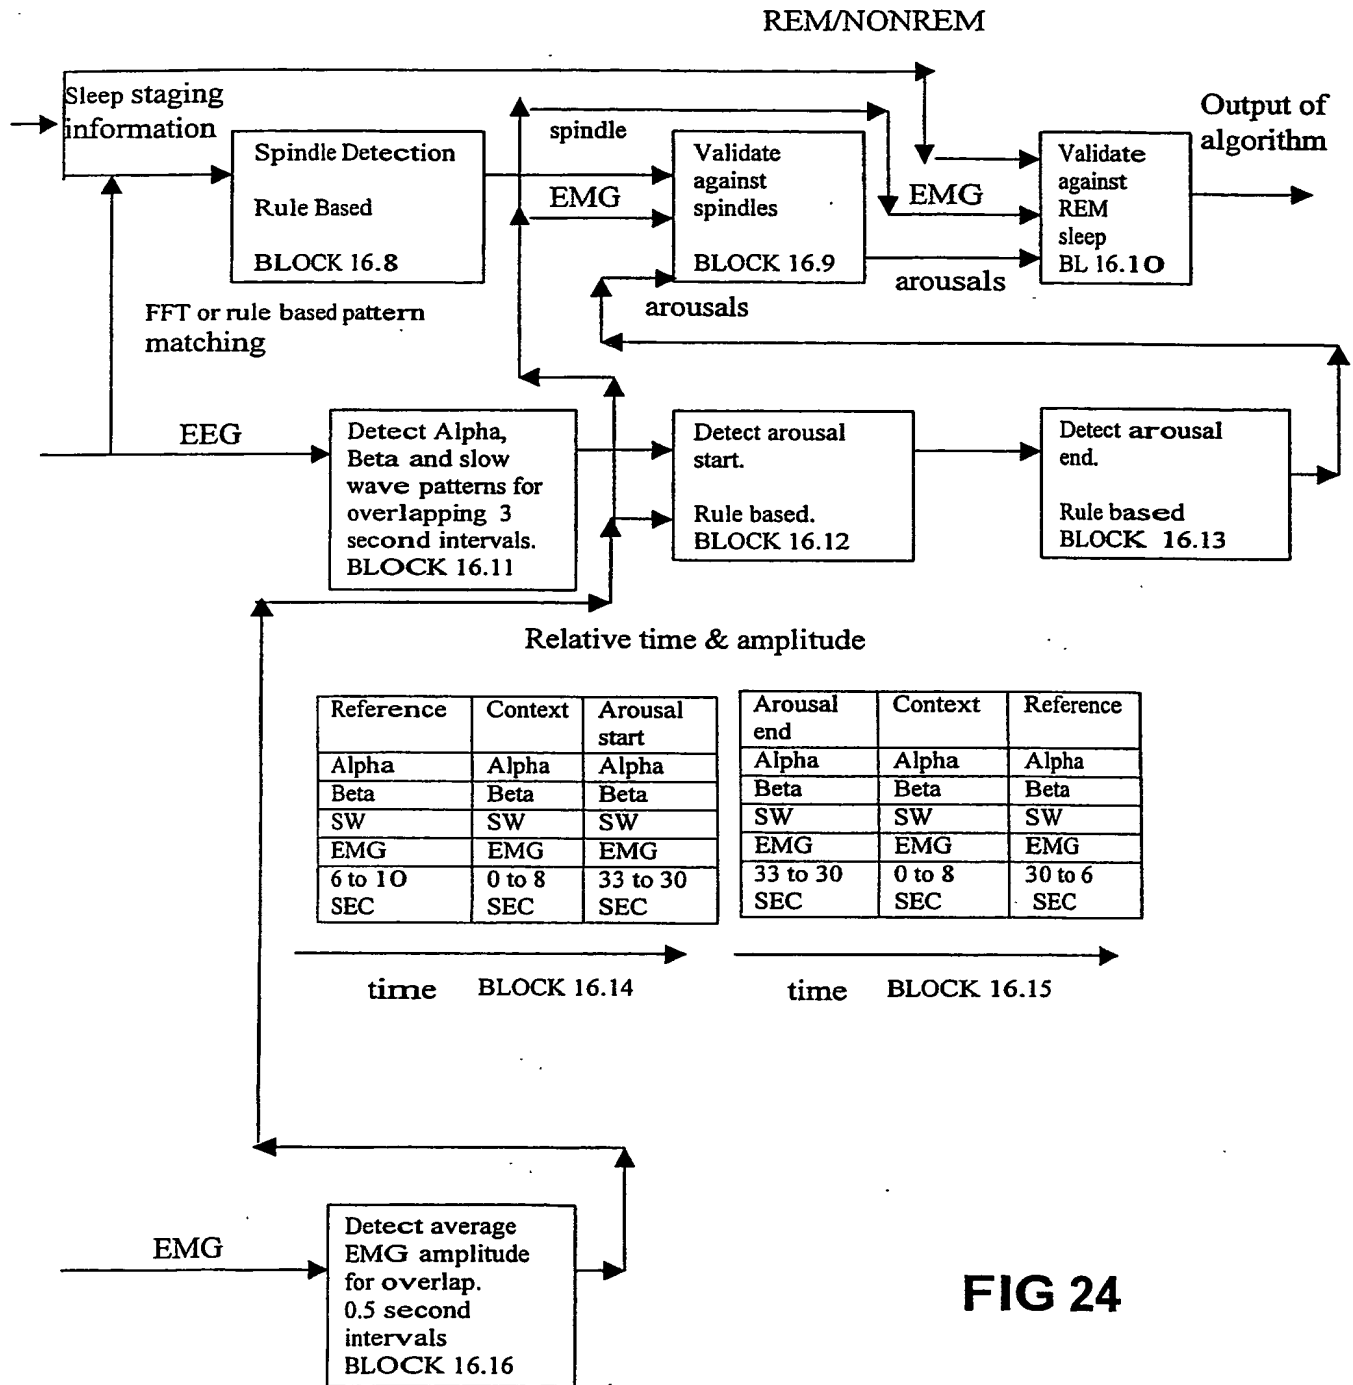 REM/NONREM
Sleep staging
information
Output of
algorithm
spindle
Spindle Detection
Rule Based
BLOCK 16.8
EMG
Validate
against
spindles
BLOCK 16.9
EMG
Validate
against
REM
sleep
BL 16.10
arousals
arousals
FFT or rule based pattern
matching
EEG
Detect Alpha,
Beta and slow
wave patterns for
overlapping 3
second intervals.
BLOCK 16.11
Detect arousal
start.
Rule based.
BLOCK 16.12
Detect arousal
end.
Rule based
BLOCK 16.13
Relative time & amplitude
Reference Context Arousal
start
Alpha Alpha Alpha
Beta Beta Beta
SW SW SW
EMG EMG EMG
6 to 10 0 to 8 33 to 30
SEC SEC SEC
time BLOCK 16.14
Arousal Context Reference
end
Alpha Alpha Alpha
Beta Beta Beta
SW SW SW
EMG EMG EMG
33 to 30 0 to 8 30 to 6
SEC SEC SEC
time BLOCK 16.15
EMG
Detect average
EMG amplitude
for overlap.
0.5 second
intervals
BLOCK 16.16
FIG 24